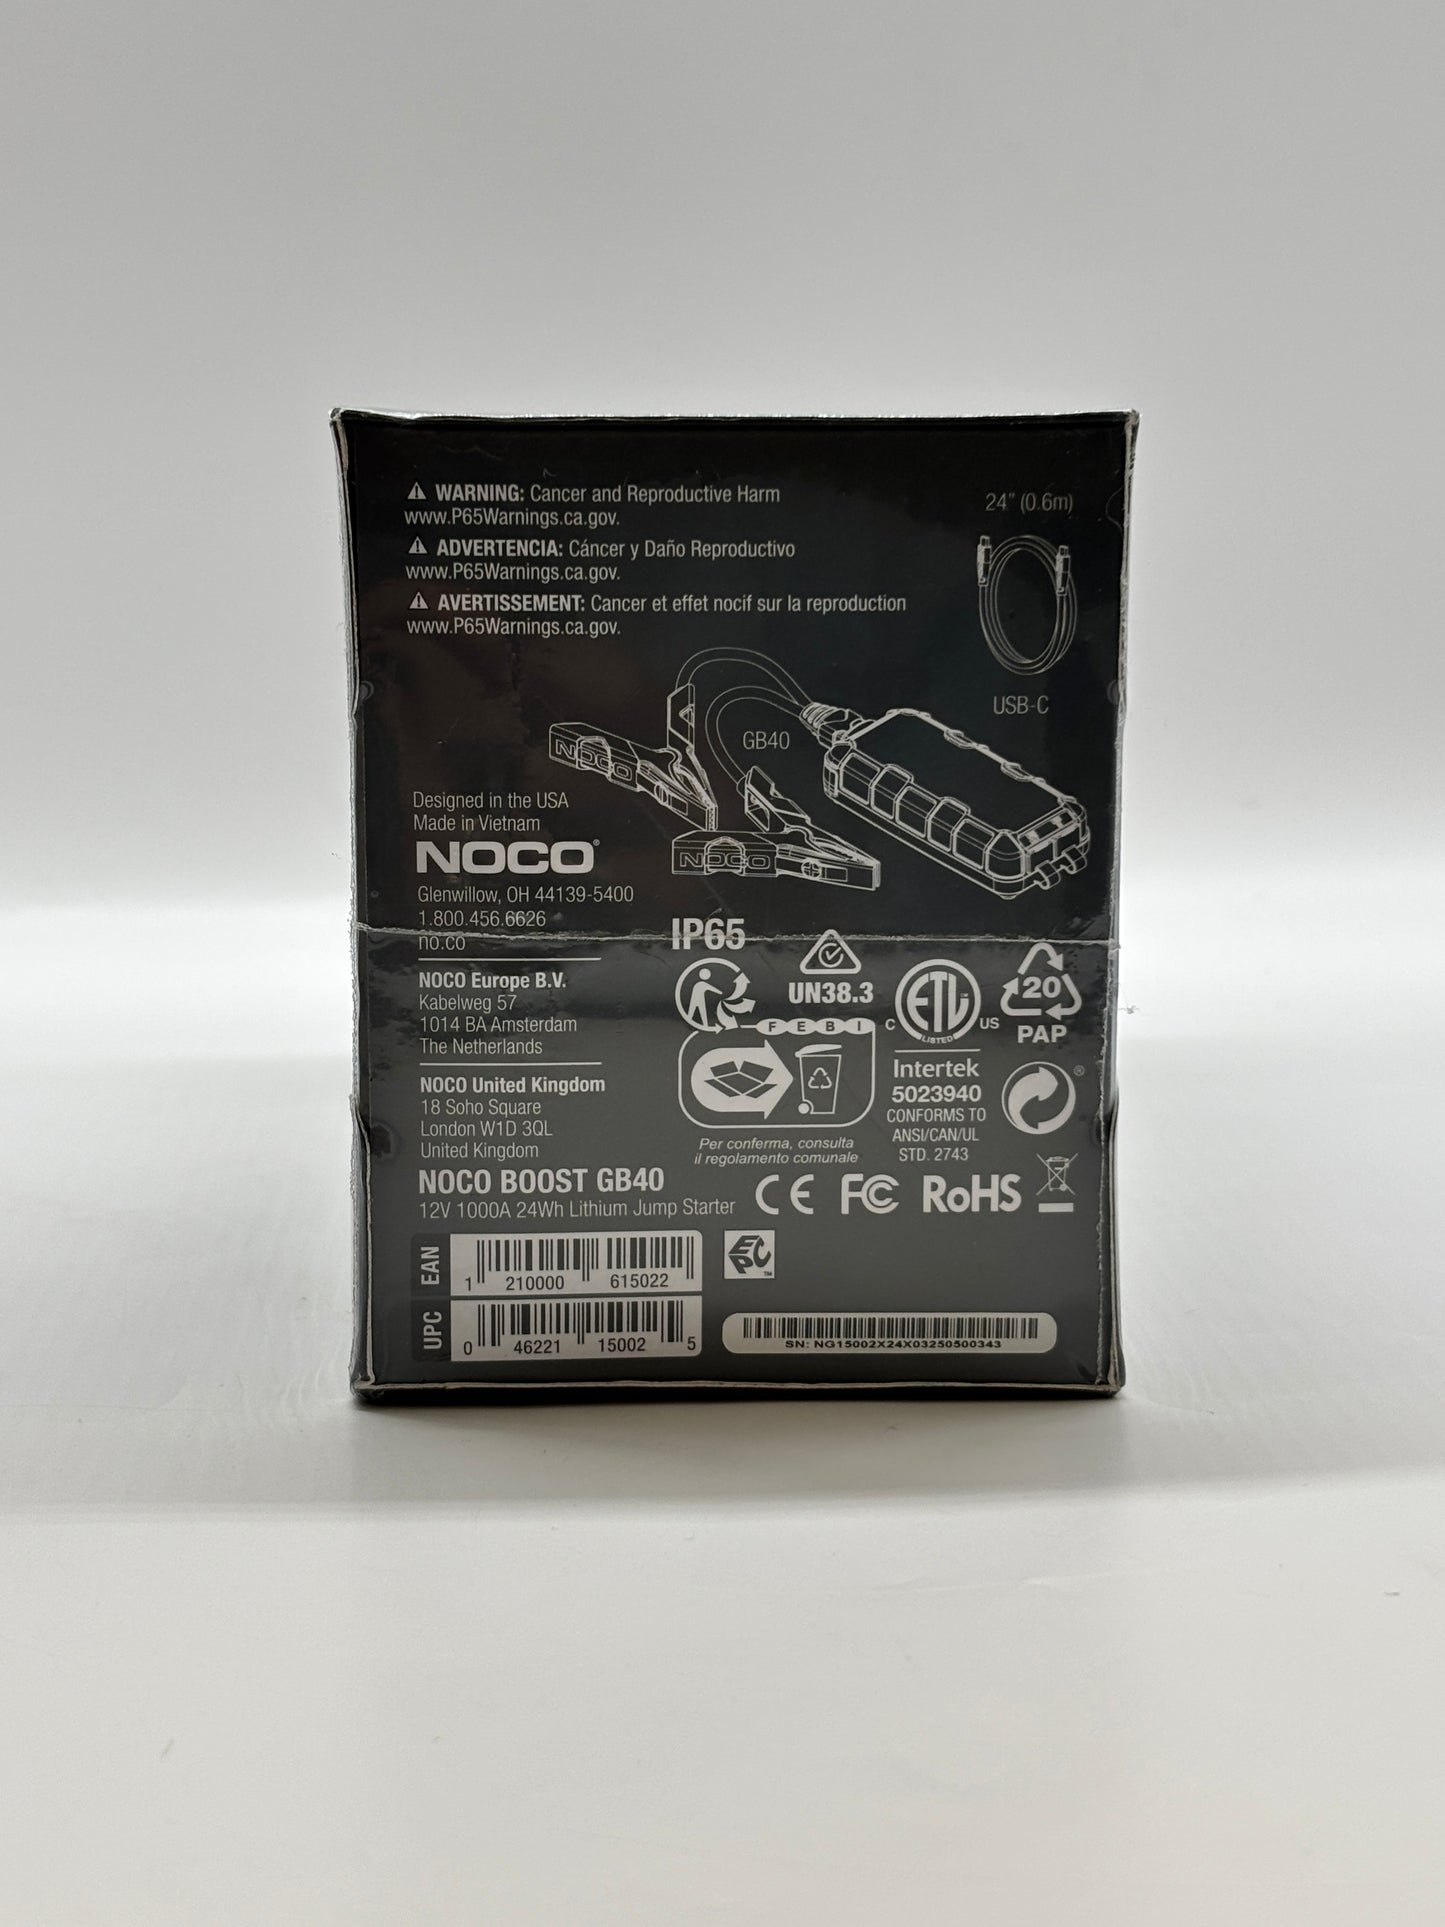 ⚠ WARNING: Cancer and Reproductive Harm
www.P65Warnings.ca.gov.
⚠ ADVERTENCIA: Cáncer y Daño Reproductivo
www.P65Warnings.ca.gov.
⚠ AVERTISSEMENT: Cancer et effet nocif sur la reproduction
www.P65Warnings.ca.gov.
24" (0.6m)
USB-C
GB40
NOCO
NOCO
Designed in the USA
Made in Vietnam
NOCO®
Glenwillow, OH 44139-5400
1.800.456.6626
no.co
NOCO Europe B.V.
Kabelweg 57
1014 BA Amsterdam
The Netherlands
NOCO United Kingdom
18 Soho Square
London W1D 3QL
United Kingdom
IP65
UN38.3
FEBI
Per conferma, consulta
il regolamento comunale
C ETL™ US
LISTED
Intertek
5023940
CONFORMS TO
ANSI/CAN/UL
STD. 2743
20
PAP
®
NOCO BOOST GB40
12V 1000A 24Wh Lithium Jump Starter
CE FC RoHS
EAN
1 210000 615022
EPC™
UPC
0 46221 15002 5
SN: NG15002X24X03250500343